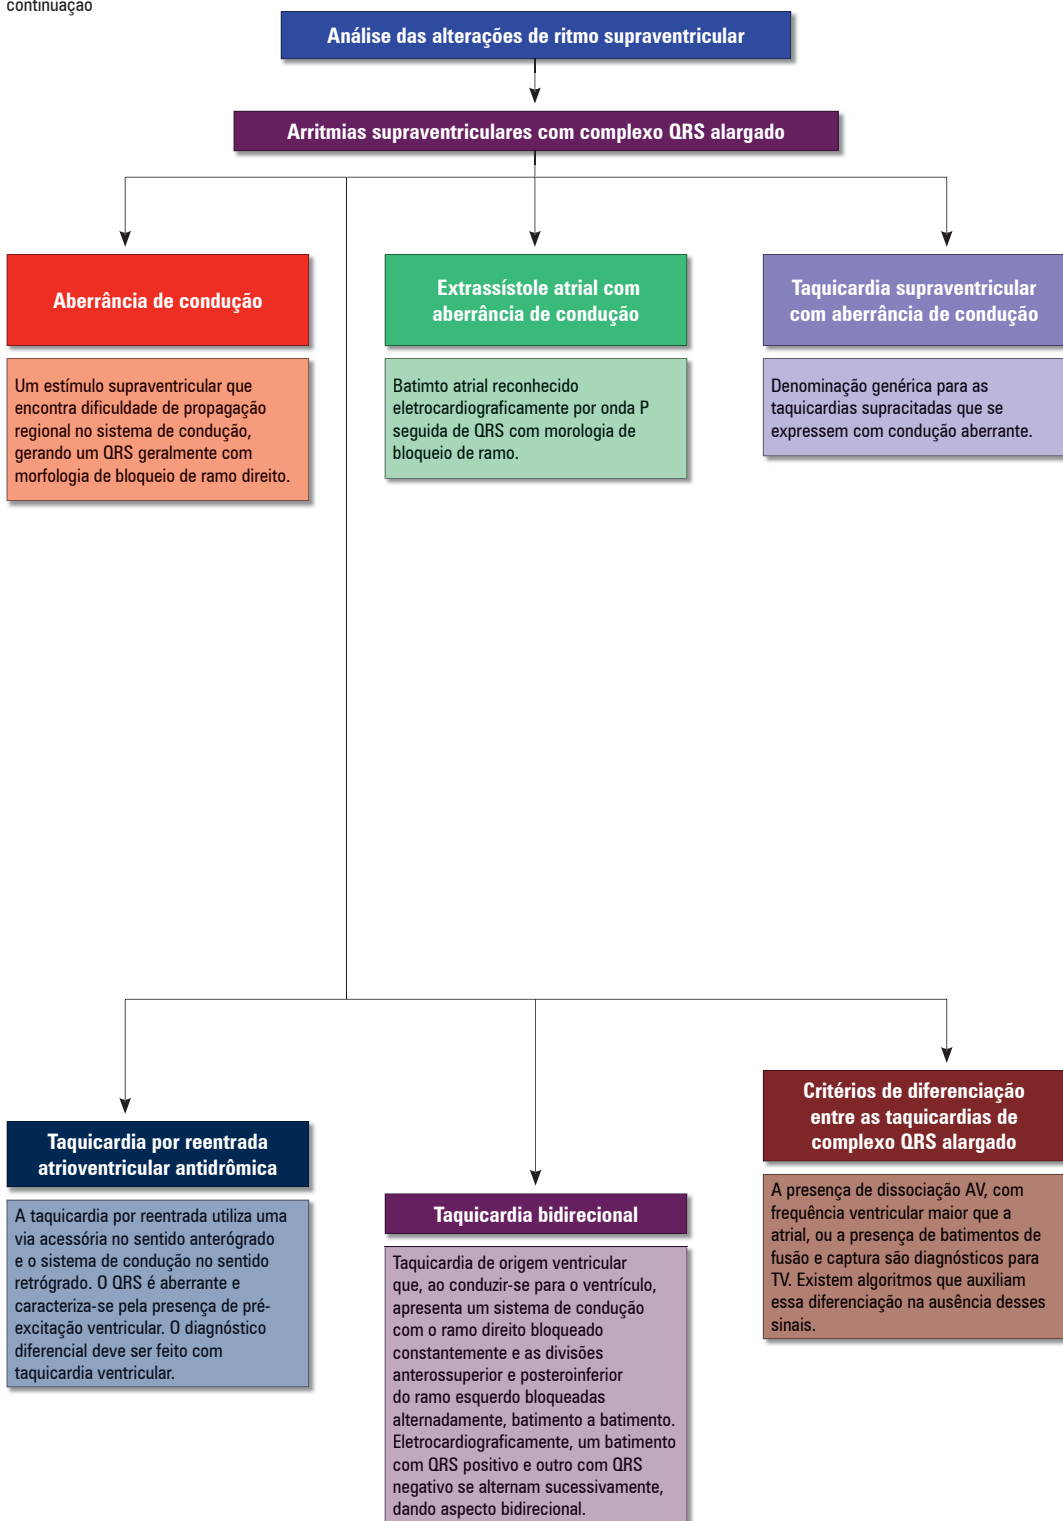 continuação
Análise das alterações de ritmo supraventricular
Arritmias supraventriculares com complexo QRS alargado
Aberrância de condução
Um estímulo supraventricular que
encontra dificuldade de propagação
regional no sistema de condução,
gerando um QRS geralmente com
morfologia de bloqueio de ramo direito.
Extrassístole atrial com
aberrância de condução
Batimto atrial reconhecido
eletrocardiograficamente por onda P
seguida de QRS com morologia de
bloqueio de ramo.
Taquicardia supraventricular
com aberrância de condução
Denominação genérica para as
taquicardias supracitadas que se
expressem com condução aberrante.
Taquicardia por reentrada
atrioventricular antidrômica
A taquicardia por reentrada utiliza uma
via acessória no sentido anterógrado
e o sistema de condução no sentido
retrógrado. O QRS é aberrante e
caracteriza-se pela presença de pré-
excitação ventricular. O diagnóstico
diferencial deve ser feito com
taquicardia ventricular.
Taquicardia bidirecional
Taquicardia de origem ventricular
que, ao conduzir-se para o ventrículo,
apresenta um sistema de condução
com o ramo direito bloqueado
constantemente e as divisões
anterossuperior e posteroinferior
do ramo esquerdo bloqueadas
alternadamente, batimento a batimento.
Eletrocardiograficamente, um batimento
com QRS positivo e outro com QRS
negativo se alternam sucessivamente,
dando aspecto bidirecional.
Critérios de diferenciação
entre as taquicardias de
complexo QRS alargado
A presença de dissociação AV, com
frequência ventricular maior que a
atrial, ou a presença de batimentos de
fusão e captura são diagnósticos para
TV. Existem algoritmos que auxiliam
essa diferenciação na ausência desses
sinais.